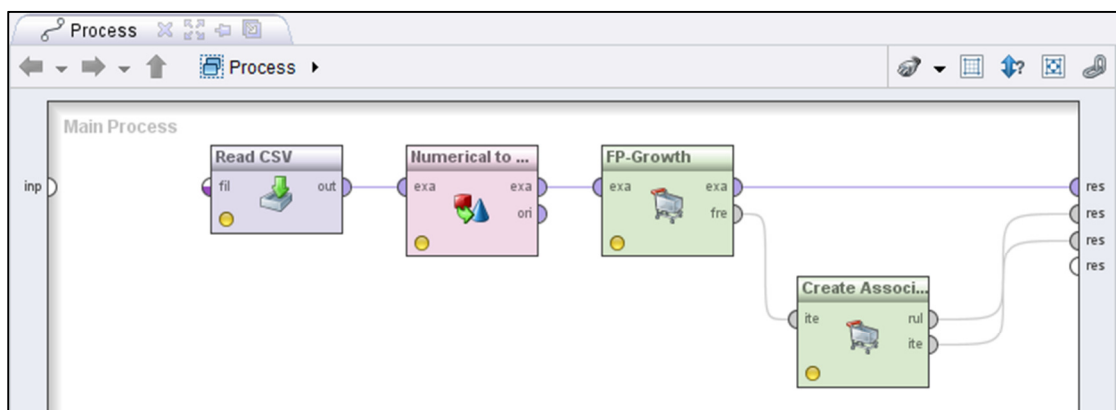 Process
Process
Main Process
inp
Read CSV
fil
out
Numerical to ...
exa
exa
ori
FP-Growth
exa
exa
fre
Create Associ...
ite
rul
ite
res
res
res
res